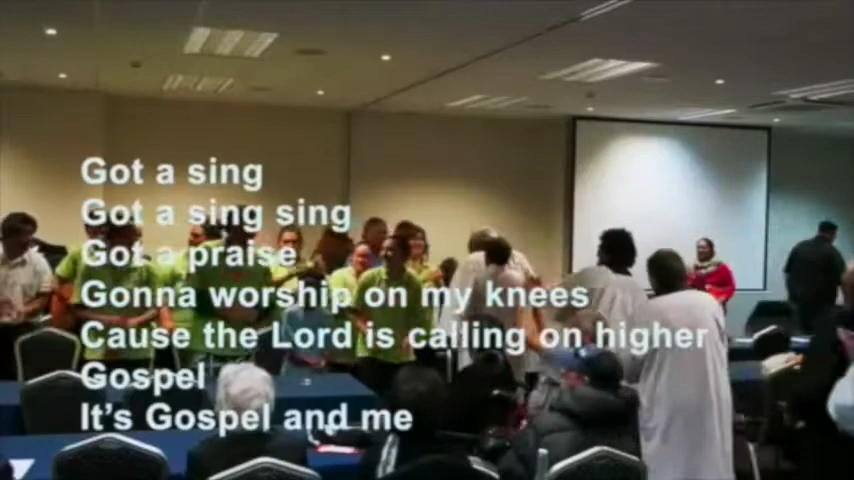 Got a sing
Got a sing sing
Got a praise
Gonna worship on my knees
Cause the Lord is calling on higher
Gospel
It's Gospel and me